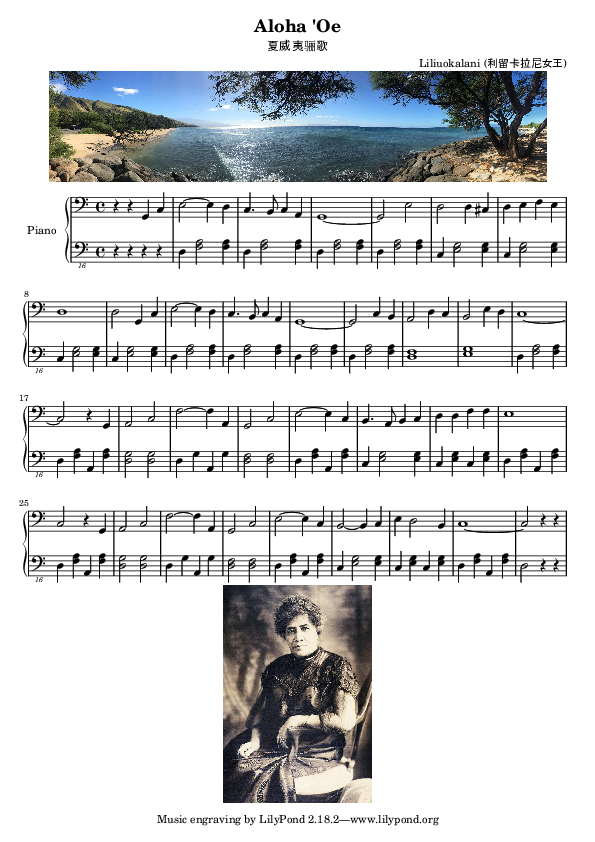 Aloha 'Oe
夏威夷骊歌
Liliuokalani (利留卡拉尼女王)
Piano
16
8
16
17
16
25
16
Music engraving by LilyPond 2.18.2—www.lilypond.org